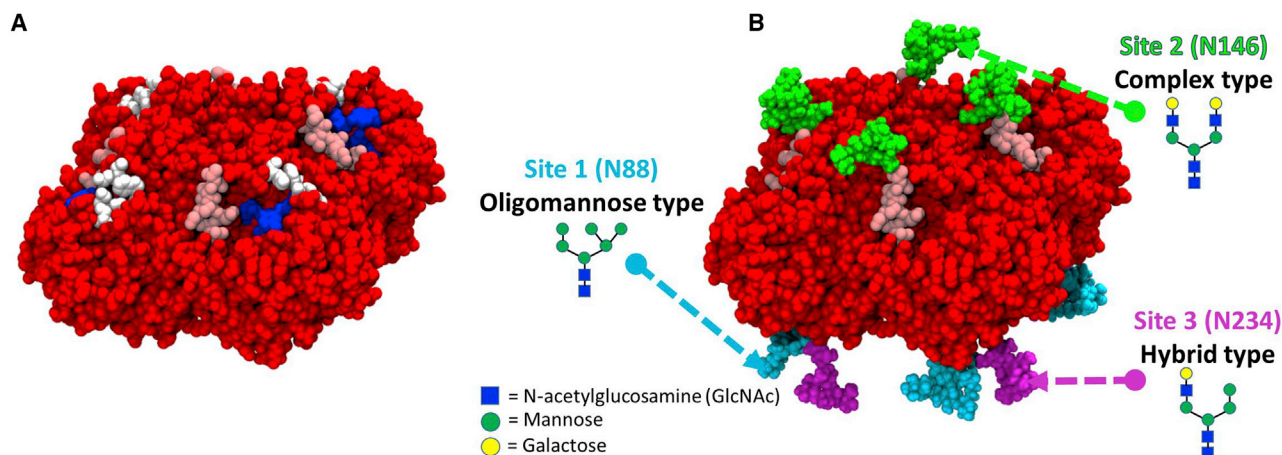 A
B
Site 2 (N146)
Complex type
Site 1 (N88)
Oligomannose type
Site 3 (N234)
Hybrid type
= N-acetylglucosamine (GlcNAc)
= Mannose
= Galactose